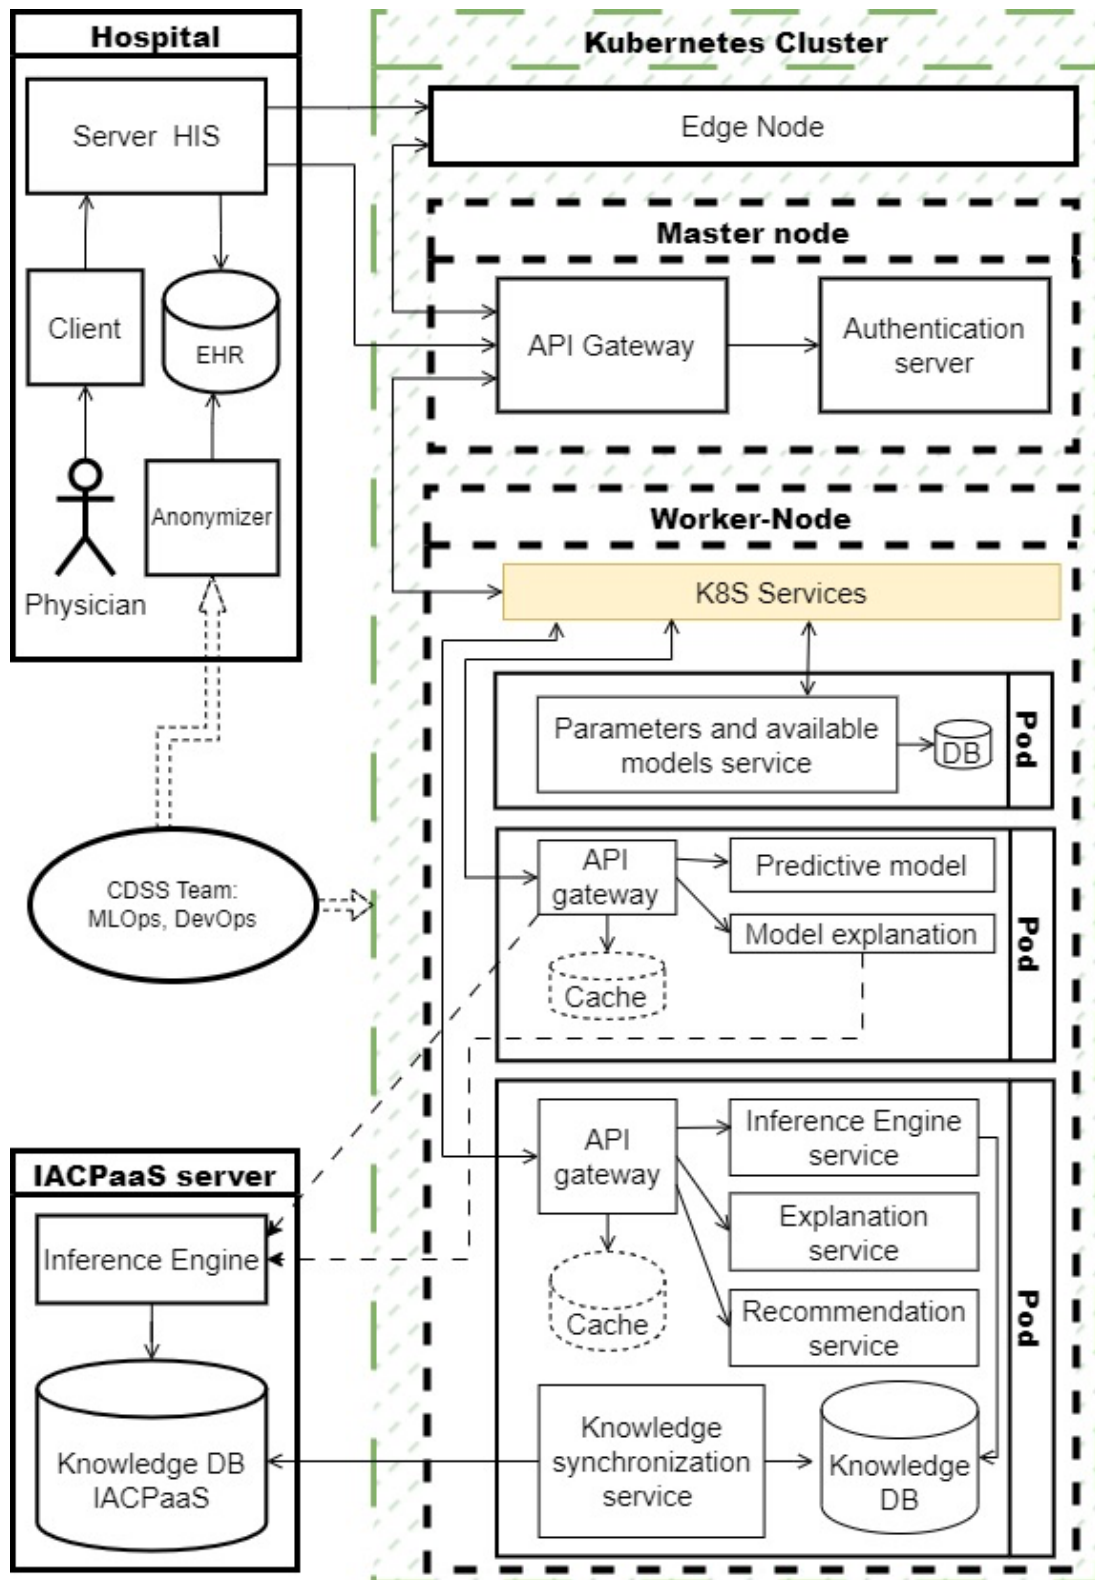 Hospital
Server HIS
Client
EHR
Anonymizer
Physician
CDSS Team:
MLOps, DevOps
IACPaaS server
Inference Engine
Knowledge DB
IACPaaS
Kubernetes Cluster
Edge Node
Master node
API Gateway
Authentication
server
Worker-Node
K8S Services
Parameters and available
models service
DB
Pod
API
gateway
Cache
Predictive model
Model explanation
Pod
API
gateway
Cache
Inference Engine
service
Explanation
service
Recommendation
service
Knowledge
synchronization
service
Knowledge
DB
Pod